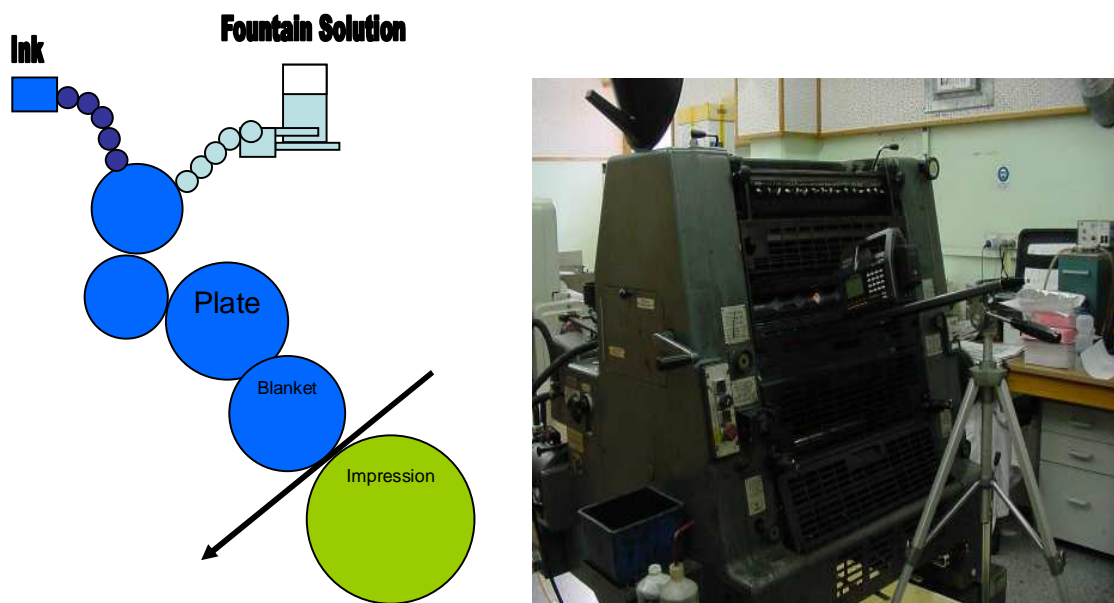 Ink
Fountain Solution
Plate
Blanket
Impression